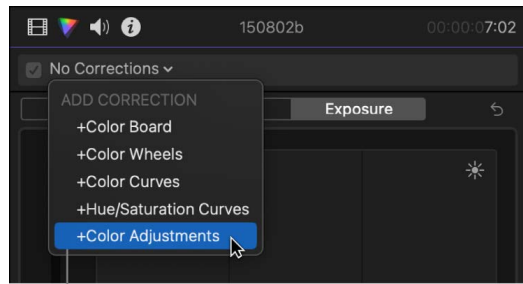 150802b 00:00:07:02
No Corrections
ADD CORRECTION
+Color Board
Exposure
+Color Wheels
+Color Curves
+Hue/Saturation Curves
+Color Adjustments